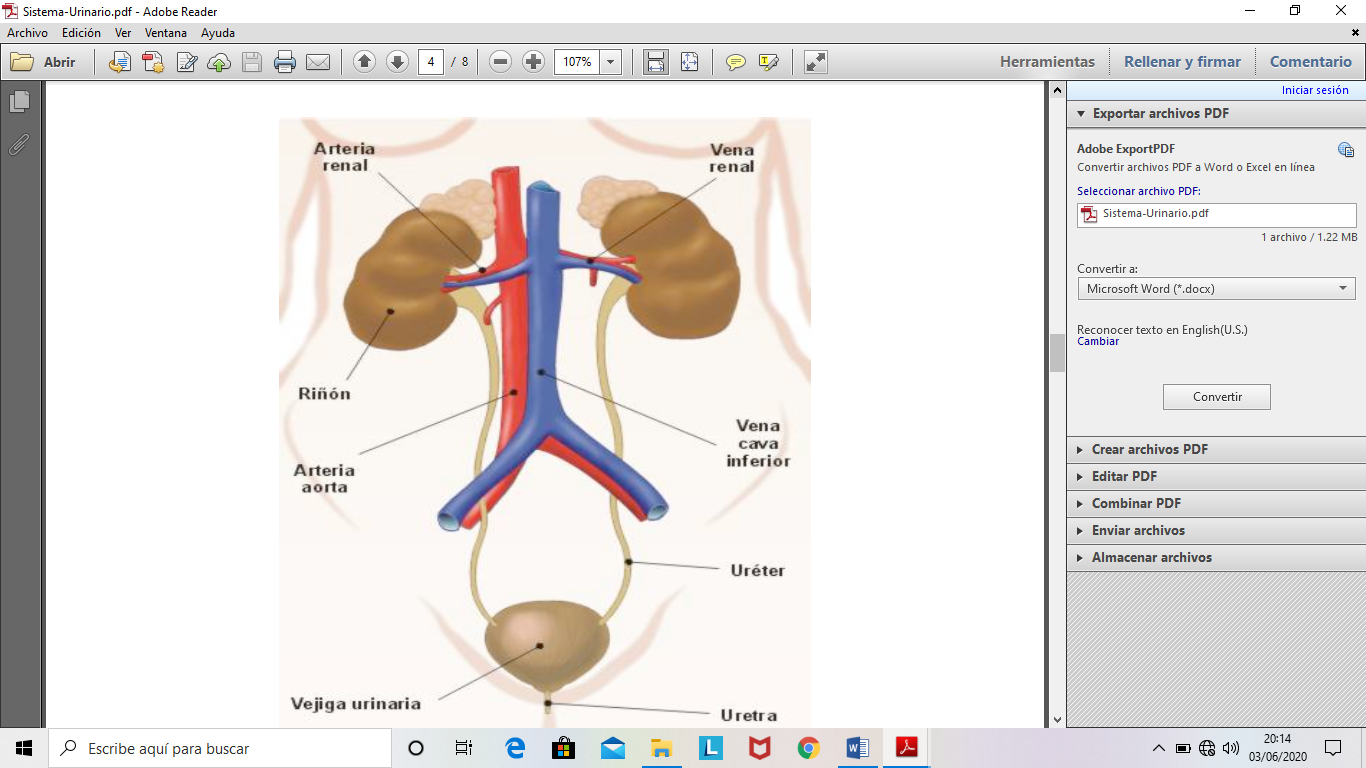 Sistema-Urinario.pdf - Adobe Reader
Archivo Edición Ver Ventana Ayuda
Abrir 4 / 8 107% Herramientas Rellenar y firmar Comentario
Iniciar sesión
Arteria
renal
Vena
renal
Riñón
Arteria
aorta
Vena
cava
inferior
Uréter
Vejiga urinaria
Uretra
Exportar archivos PDF
Adobe ExportPDF
Convertir archivos PDF a Word o Excel en línea
Seleccionar archivo PDF:
Sistema-Urinario.pdf
1 archivo / 1.22 MB
Convertir a:
Microsoft Word (*.docx)
Reconocer texto en English(U.S.)
Cambiar
Convertir
Crear archivos PDF
Editar PDF
Combinar PDF
Enviar archivos
Almacenar archivos
Escribe aquí para buscar
20:14
03/06/2020